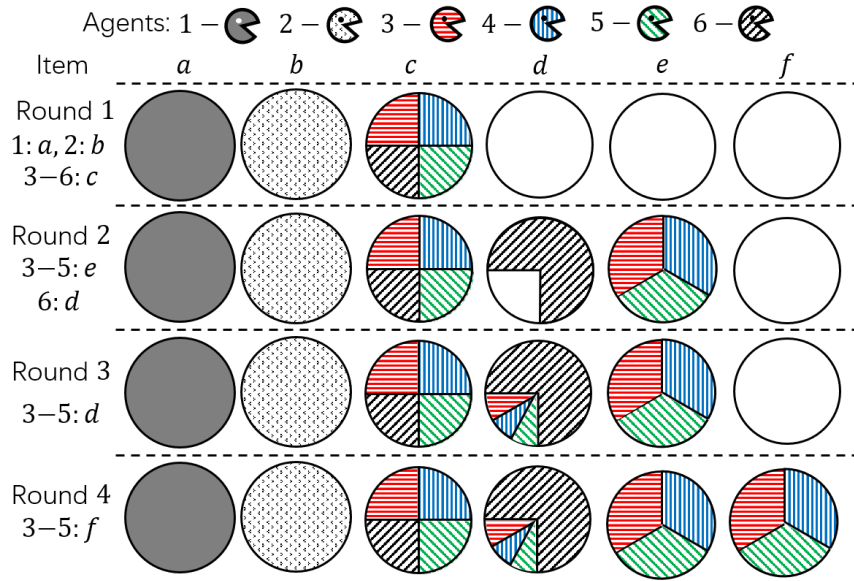 Agents: 1 – 2 – 3 – 4 – 5 – 6 –
Item a b c d e f
Round 1
1: a, 2: b
3−6: c
Round 2
3−5: e
6: d
Round 3
3−5: d
Round 4
3−5: f